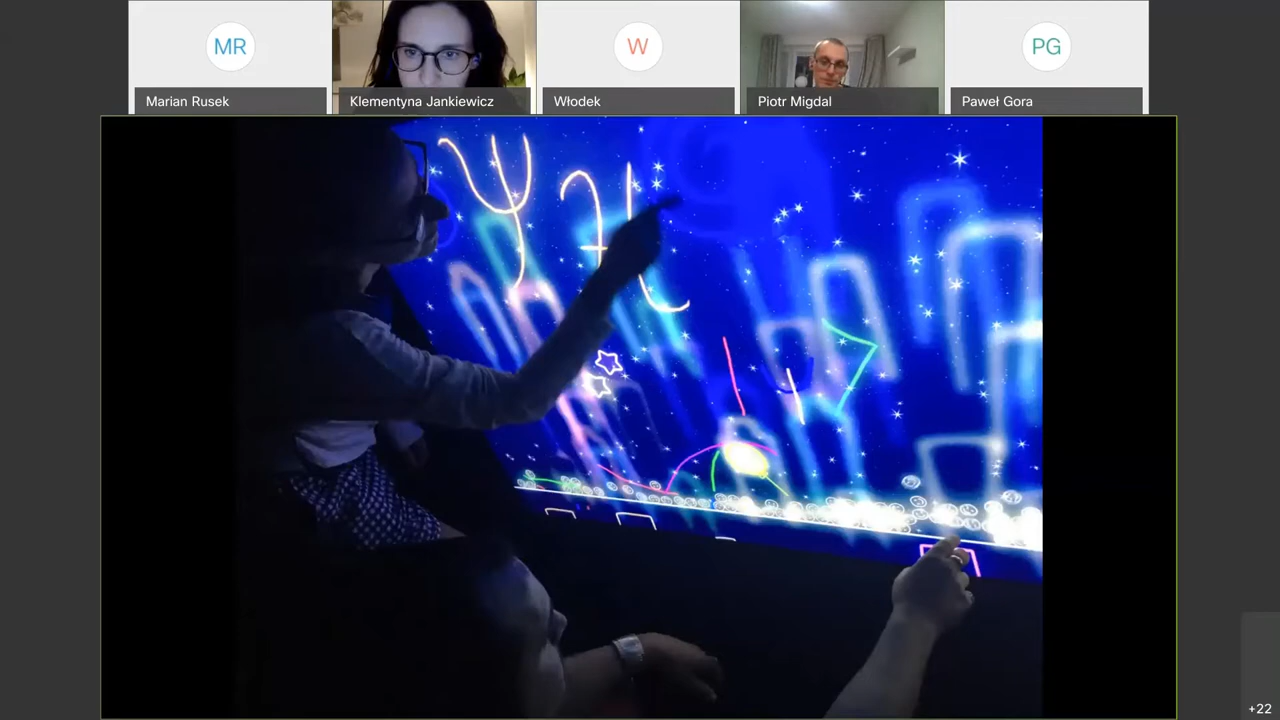 MR
Marian Rusek
Klementyna Jankiewicz
W
Włodek
Piotr Migdal
PG
Paweł Gora
+22